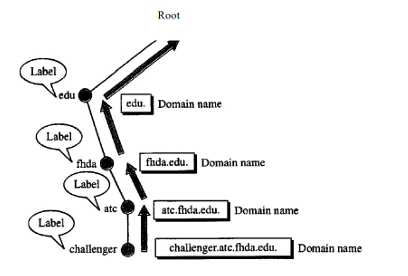 Root
Label
edu
edu. Domain name
Label
fhda
fhda.edu. Domain name
Label
atc
atc.fhda.edu. Domain name
Label
challenger
challenger.atc.fhda.edu. Domain name